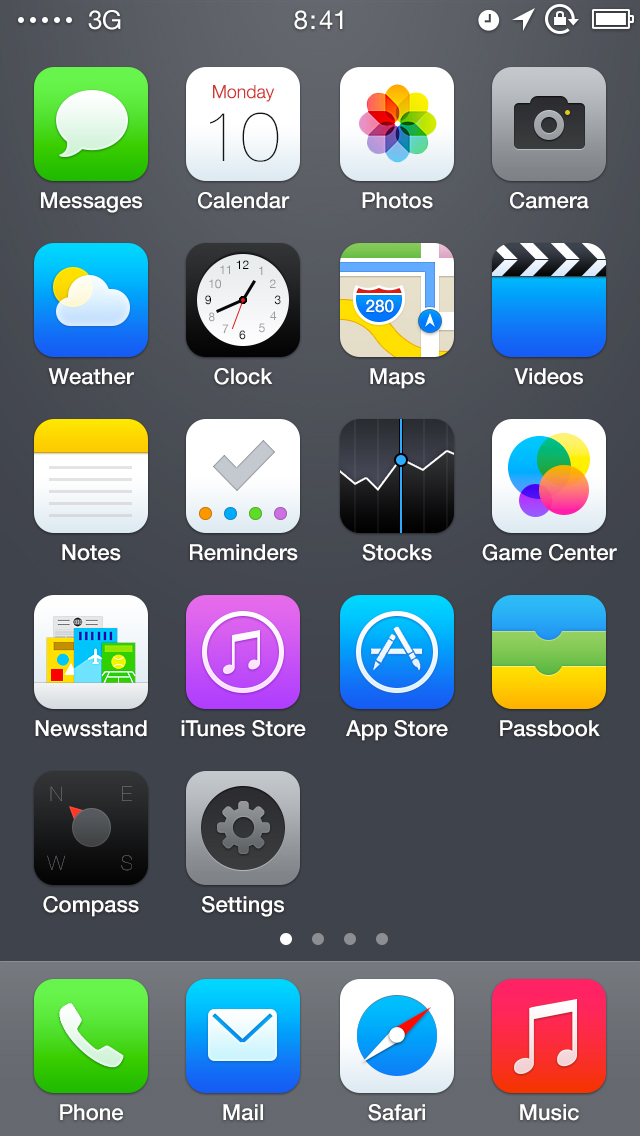 3G 8:41
Monday
10
Messages Calendar Photos Camera
12
11 1
10 2
9 3
8 4
7 5
6
280
Weather Clock Maps Videos
Notes Reminders Stocks Game Center
Newsstand iTunes Store App Store Passbook
N E
W S
Compass Settings
Phone Mail Safari Music